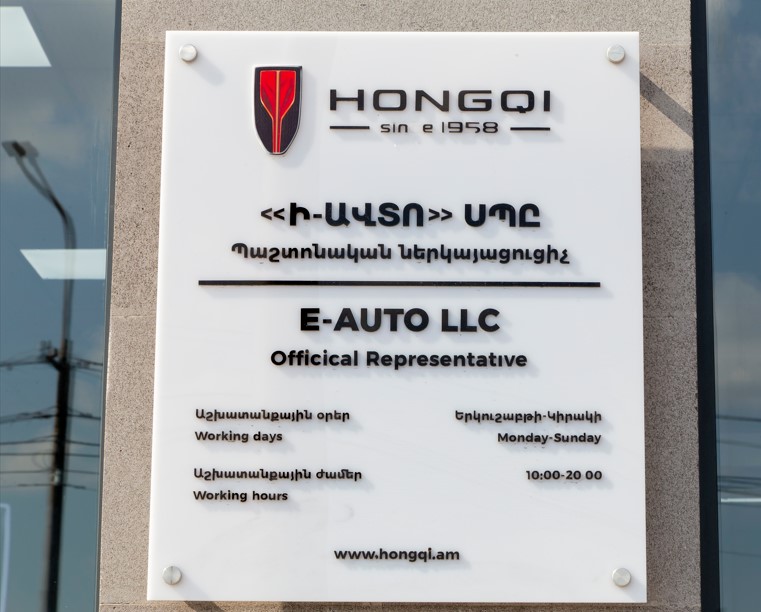 HONGQI
sin e 1958
<<Ի-ԱՎՏՈ>> ՍՊԸ
Պաշտոնական ներկայացուցիչ
E-AUTO LLC
Officical Representative
Աշխատանքային օրեր Երկուշաբթի-Կիրակի
Working days Monday-Sunday
Աշխատանքային ժամեր 10:00-20 00
Working hours
www.hongqi.am